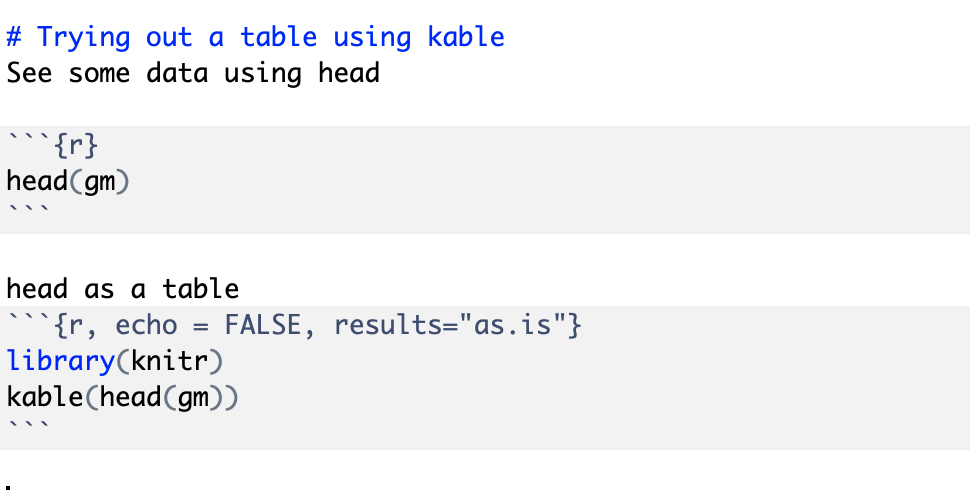 # Trying out a table using kable
See some data using head
```{r}
head(gm)
```
head as a table
```{r, echo = FALSE, results="as.is"}
library(knitr)
kable(head(gm))
```
.